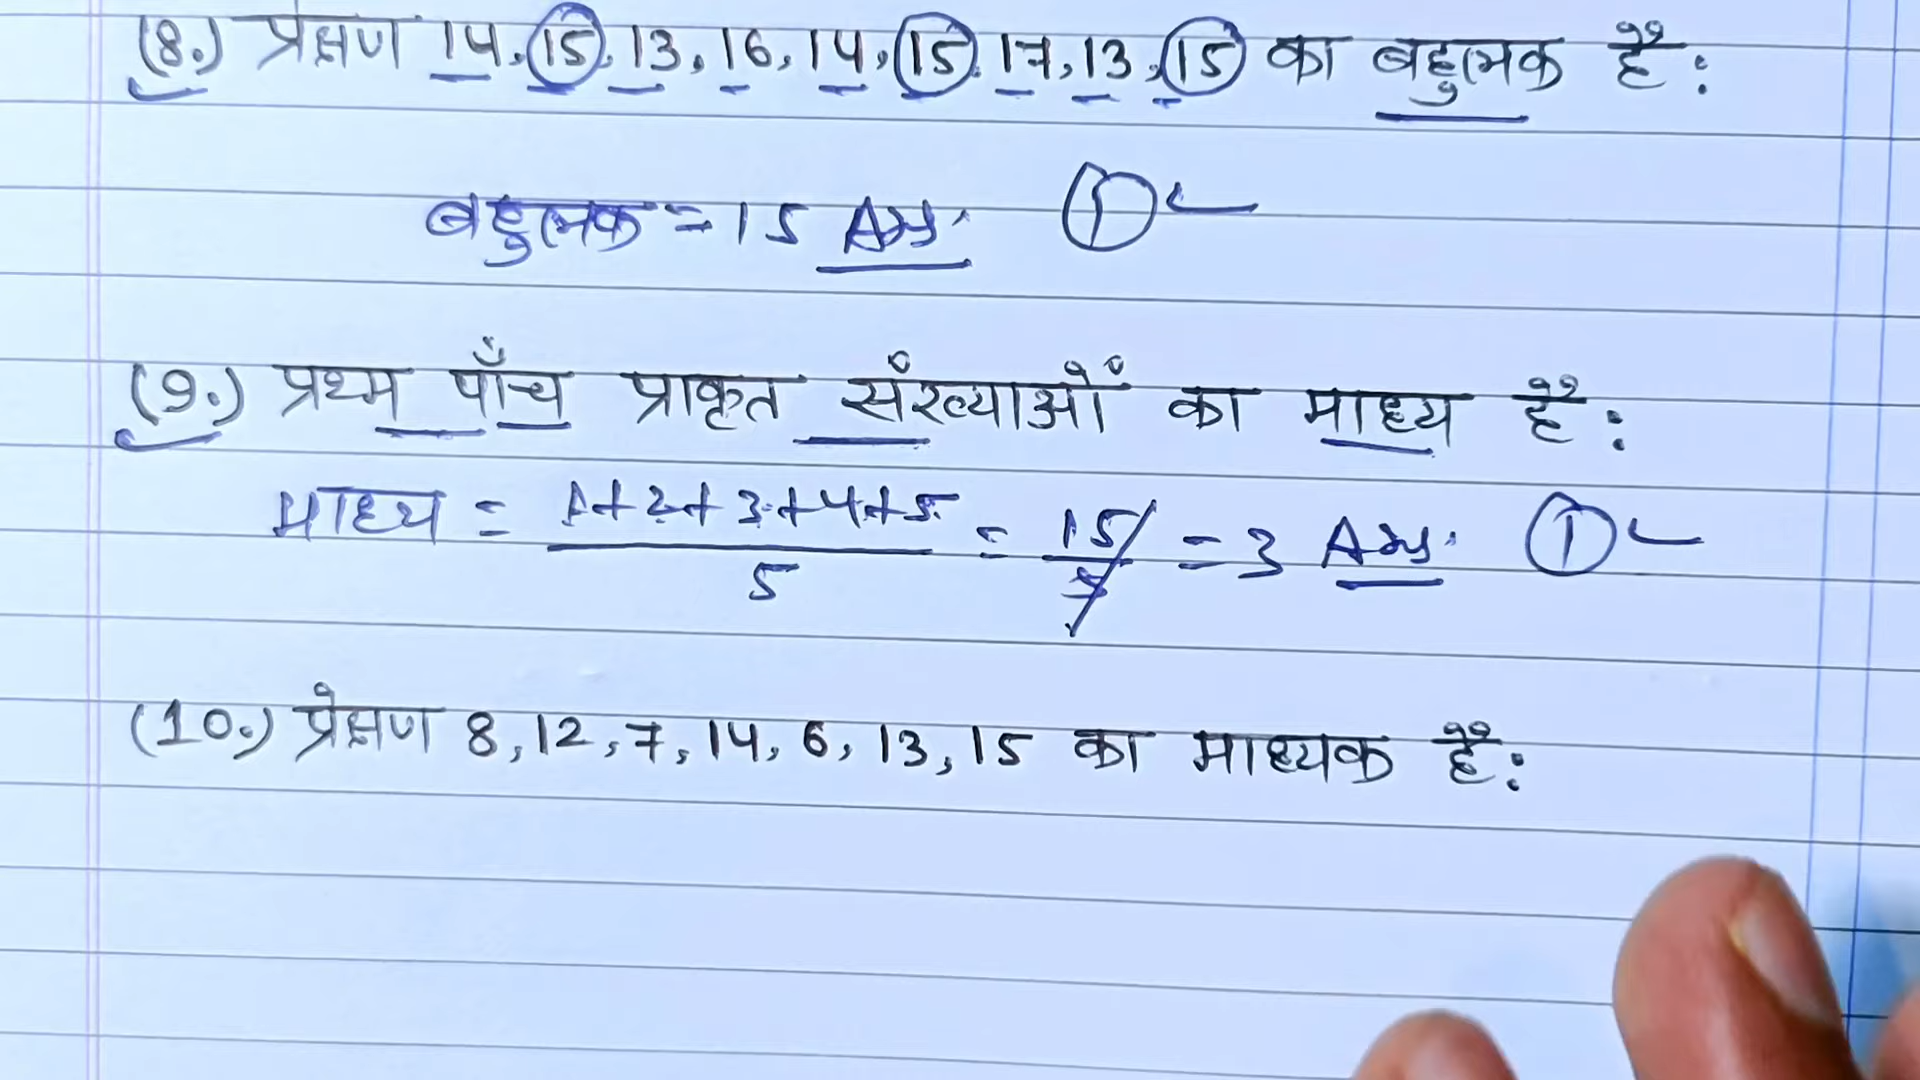 (8.) प्रेक्षण 14, 15, 13, 16, 14, 15, 17, 13, 15 का बहुलक है:
बहुलक = 15 Ans. ①
(9.) प्रथम पाँच प्राकृत संख्याओं का माध्य है:
माध्य = 1+2+3+4+5/5 = 15/5 = 3 Ans. ①
(10.) प्रेक्षण 8, 12, 7, 14, 6, 13, 15 का माध्यक है: